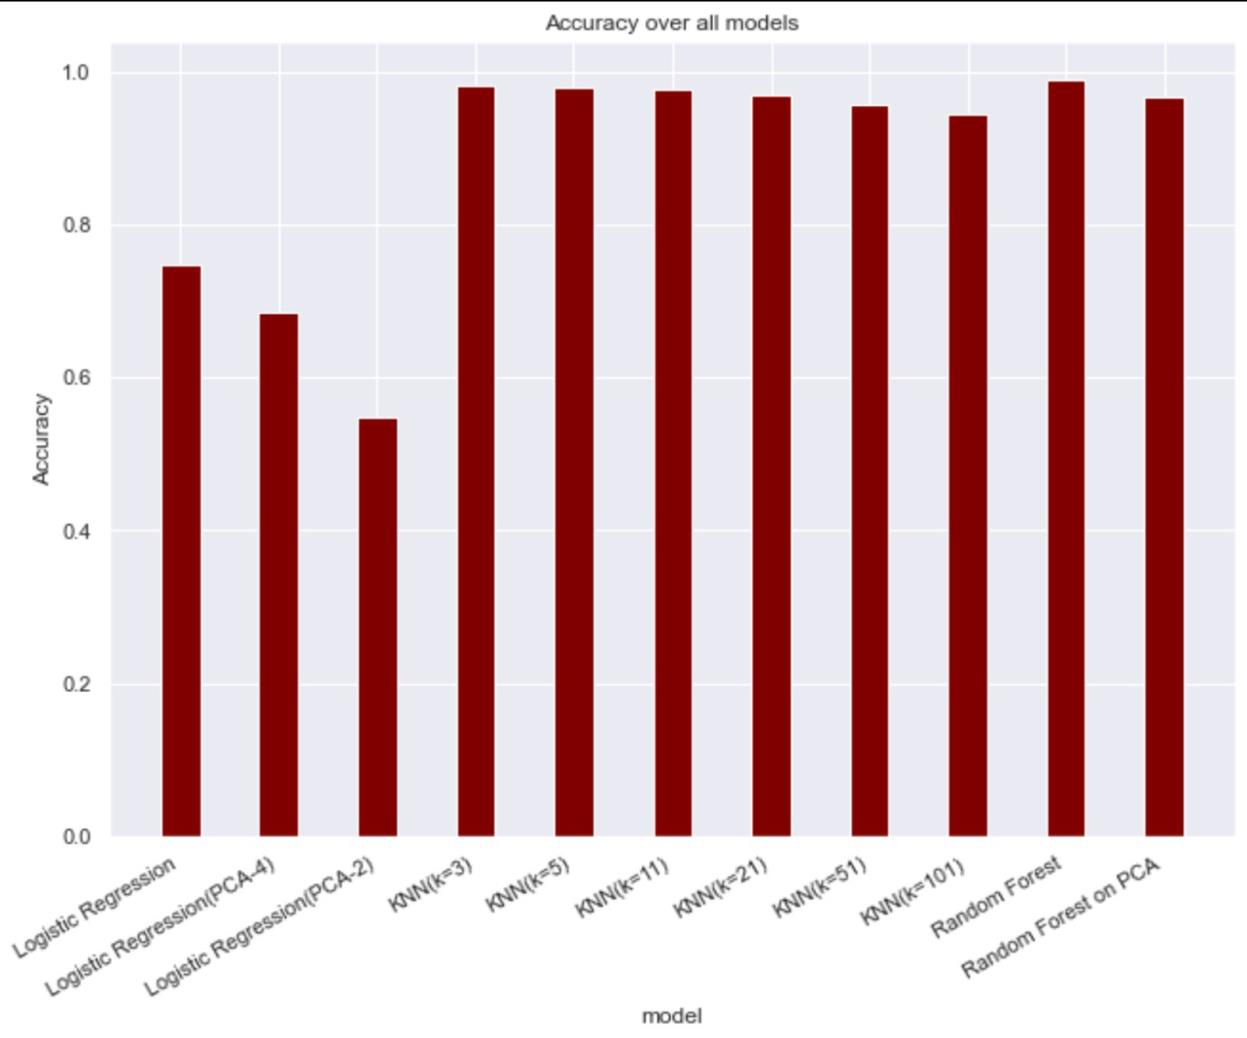 Accuracy over all models
1.0
0.8
0.6
0.4
0.2
0.0
Accuracy
Logistic Regression
Logistic Regression(PCA-4)
Logistic Regression(PCA-2)
KNN(k=3)
KNN(k=5)
KNN(k=11)
KNN(k=21)
KNN(k=51)
KNN(k=101)
Random Forest
Random Forest on PCA
model